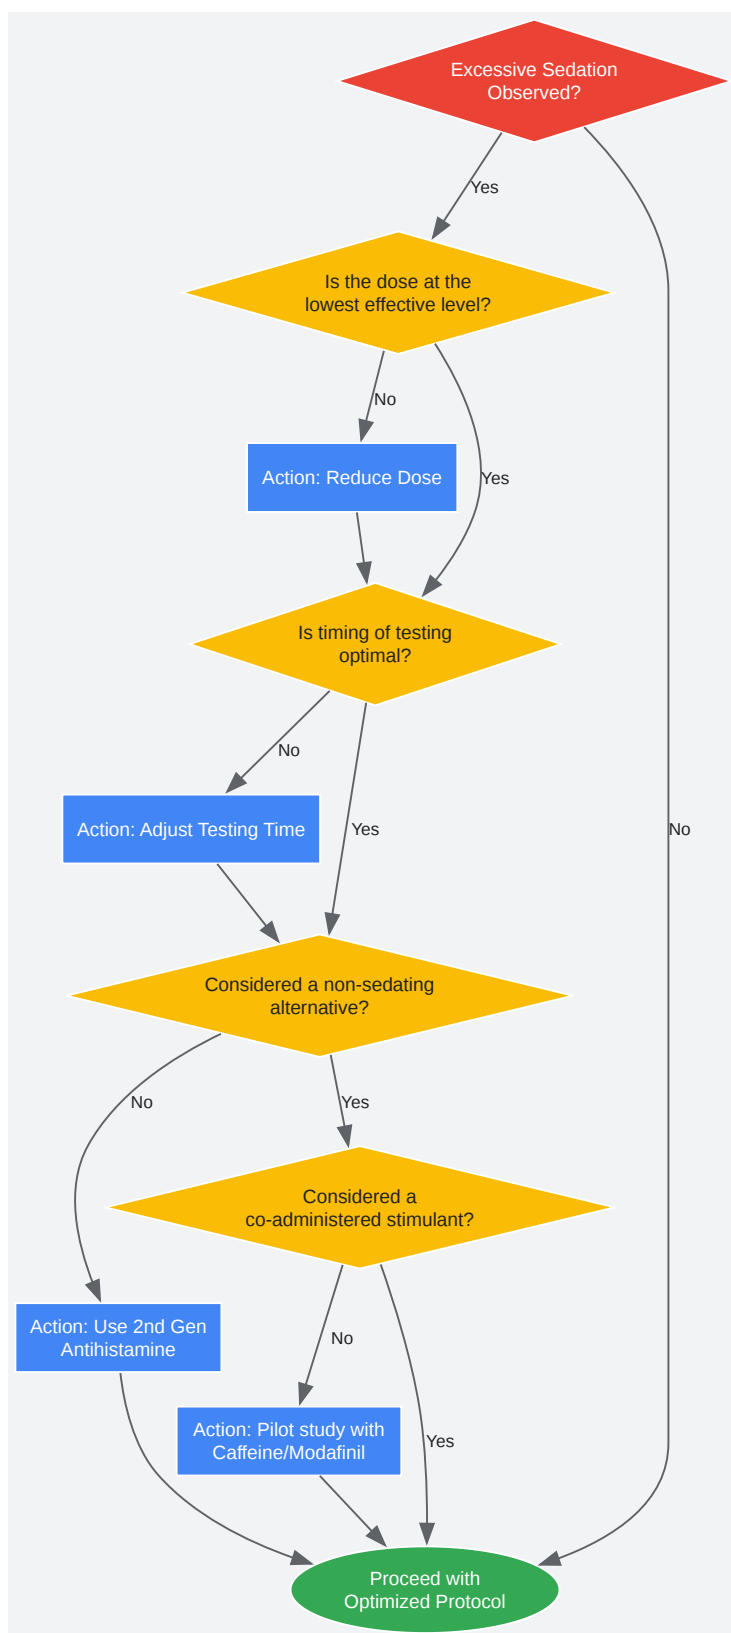 Excessive Sedation
Observed?
Yes
Is the dose at the
lowest effective level?
No
Action: Reduce Dose
Yes
Is timing of testing
optimal?
No
Action: Adjust Testing Time
Yes
No
Considered a non-sedating
alternative?
No
Yes
Considered a
co-administered stimulant?
Action: Use 2nd Gen
Antihistamine
No
Action: Pilot study with
Caffeine/Modafinil
Yes
Proceed with
Optimized Protocol